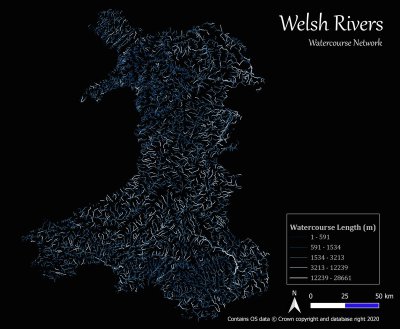 Welsh Rivers
Watercourse Network
Watercourse Length (m)
1 - 591
591 - 1534
1534 - 3213
3213 - 12239
12239 - 28661
N
0 25 50 km
Contains OS data © Crown copyright and database right 2020